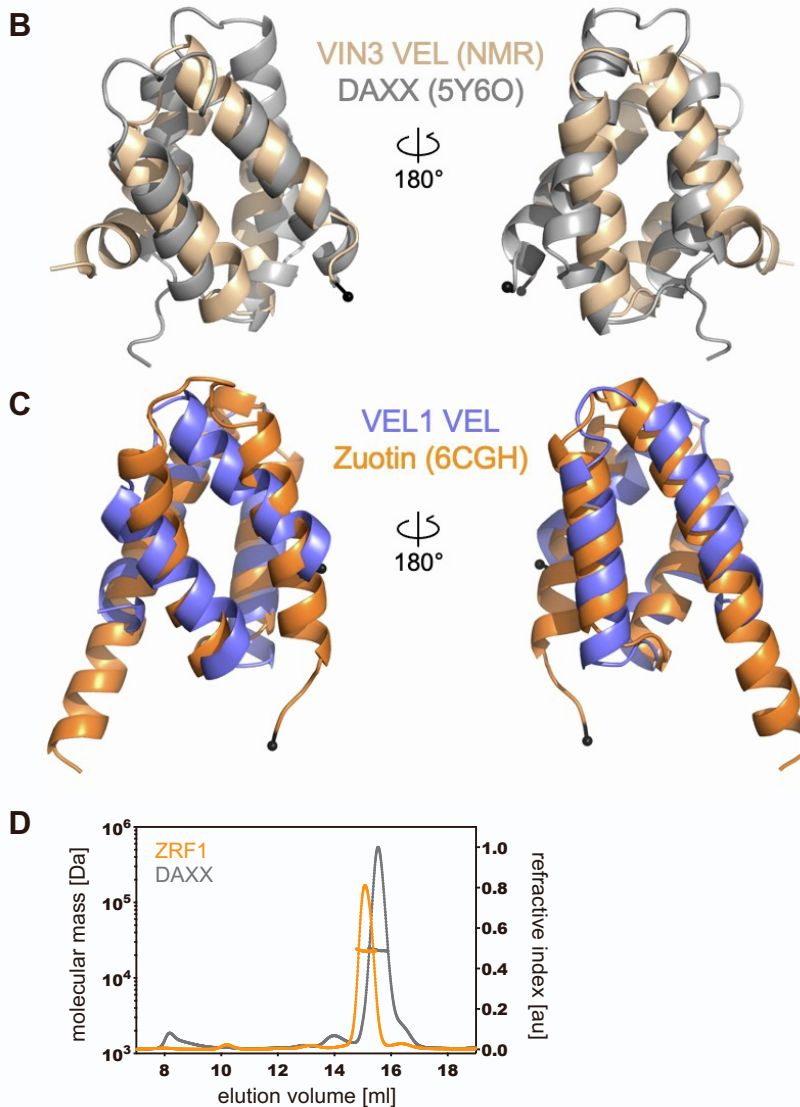 B
VIN3 VEL (NMR)
DAXX (5Y6O)
180°
C
VEL1 VEL
Zuotin (6CGH)
180°
D
ZRF1
DAXX
molecular mass [Da]
10⁶
10⁵
10⁴
10³
8 10 12 14 16 18
elution volume [ml]
1.0
0.8
0.6
0.4
0.2
0.0
refractive index [au]